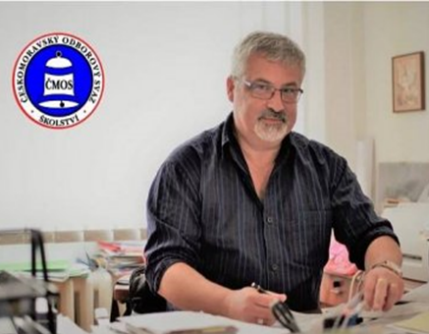 ČESKOMORAVSKÝ ODBOROVÝ SVAZ
ČMOS
• ŠKOLSTVÍ •